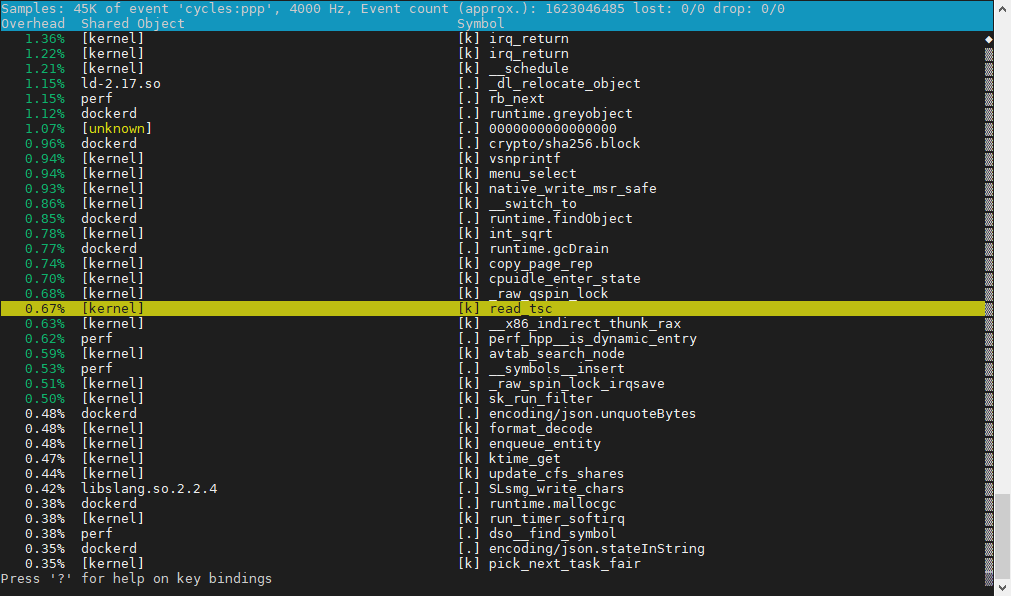 Samples: 45K of event 'cycles:ppp', 4000 Hz, Event count (approx.): 1623046485 lost: 0/0 drop: 0/0
Overhead  Shared Object                                  Symbol
   1.36%  [kernel]                                       [k] irq_return
   1.22%  [kernel]                                       [k] irq_return
   1.21%  [kernel]                                       [k] __schedule
   1.15%  ld-2.17.so                                     [.] _dl_relocate_object
   1.15%  perf                                           [.] rb_next
   1.12%  dockerd                                        [.] runtime.greyobject
   1.07%  [unknown]                                      [.] 0000000000000000
   0.96%  dockerd                                        [.] crypto/sha256.block
   0.94%  [kernel]                                       [k] vsnprintf
   0.94%  [kernel]                                       [k] menu_select
   0.93%  [kernel]                                       [k] native_write_msr_safe
   0.86%  [kernel]                                       [k] __switch_to
   0.85%  dockerd                                        [.] runtime.findObject
   0.78%  [kernel]                                       [k] int_sqrt
   0.77%  dockerd                                        [.] runtime.gcDrain
   0.74%  [kernel]                                       [k] copy_page_rep
   0.70%  [kernel]                                       [k] cpuidle_enter_state
   0.68%  [kernel]                                       [k] _raw_qspin_lock
   0.67%  [kernel]                                       [k] read_tsc
   0.63%  [kernel]                                       [k] __x86_indirect_thunk_rax
   0.62%  perf                                           [.] perf_hpp__is_dynamic_entry
   0.59%  [kernel]                                       [k] avtab_search_node
   0.53%  perf                                           [.] __symbols__insert
   0.51%  [kernel]                                       [k] _raw_spin_lock_irqsave
   0.50%  [kernel]                                       [k] sk_run_filter
   0.48%  dockerd                                        [.] encoding/json.unquoteBytes
   0.48%  [kernel]                                       [k] format_decode
   0.48%  [kernel]                                       [k] enqueue_entity
   0.47%  [kernel]                                       [k] ktime_get
   0.44%  [kernel]                                       [k] update_cfs_shares
   0.42%  libslang.so.2.2.4                              [.] SLsmg_write_chars
   0.38%  dockerd                                        [.] runtime.mallocgc
   0.38%  [kernel]                                       [k] run_timer_softirq
   0.38%  perf                                           [.] dso__find_symbol
   0.35%  dockerd                                        [.] encoding/json.stateInString
   0.35%  [kernel]                                       [k] pick_next_task_fair
Press '?' for help on key bindings